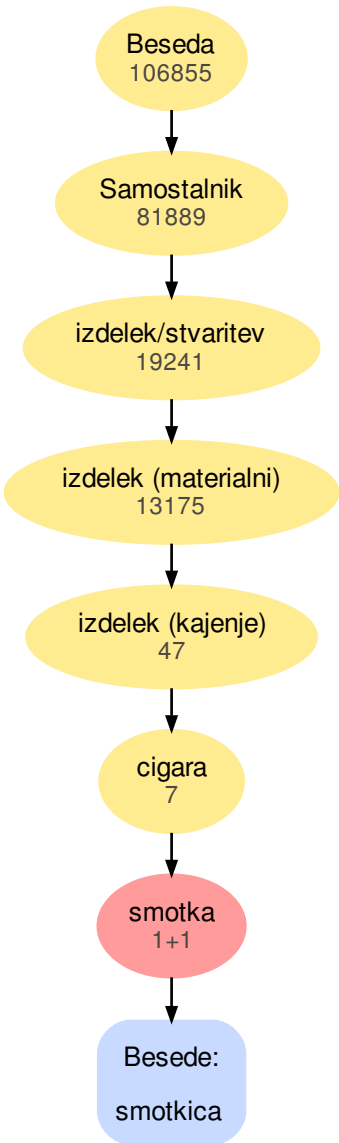 Beseda
106855
Samostalnik
81889
izdelek/stvaritev
19241
izdelek (materialni)
13175
izdelek (kajenje)
47
cigara
7
smotka
1+1
Besede:
smotkica